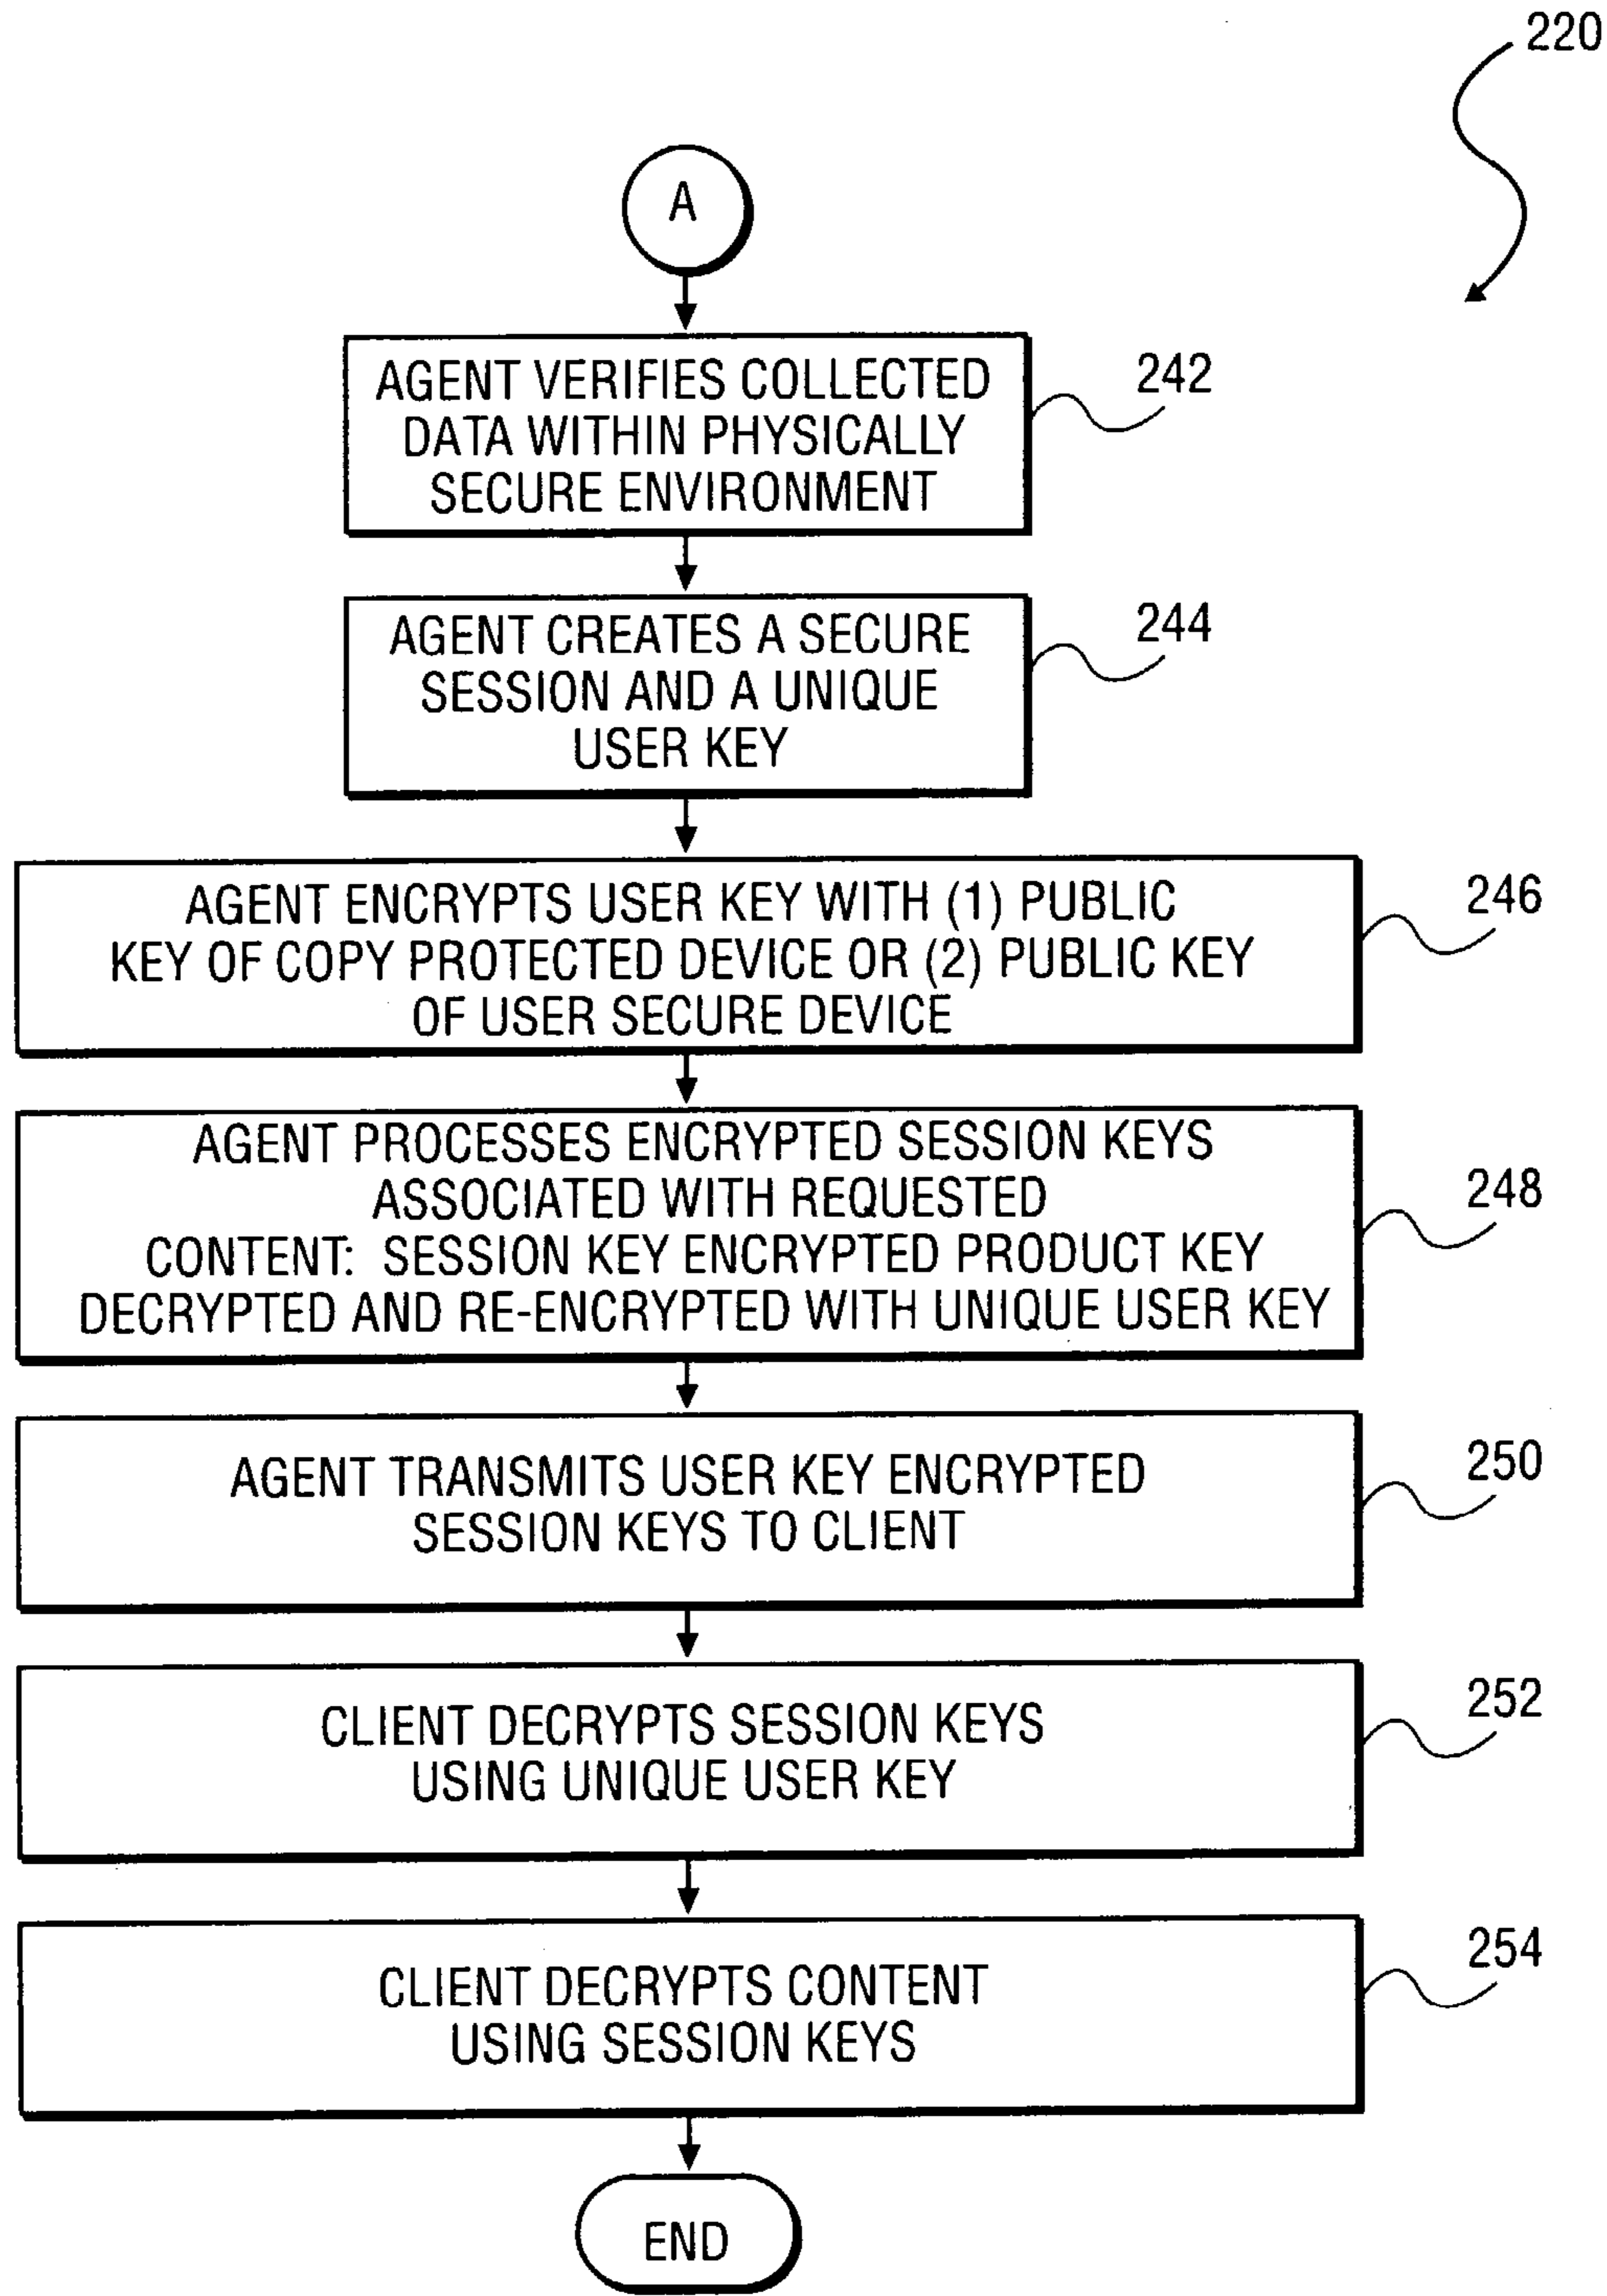 220
A
AGENT VERIFIES COLLECTED
DATA WITHIN PHYSICALLY
SECURE ENVIRONMENT
242
AGENT CREATES A SECURE
SESSION AND A UNIQUE
USER KEY
244
AGENT ENCRYPTS USER KEY WITH (1) PUBLIC
KEY OF COPY PROTECTED DEVICE OR (2) PUBLIC KEY
OF USER SECURE DEVICE
246
AGENT PROCESSES ENCRYPTED SESSION KEYS
ASSOCIATED WITH REQUESTED
CONTENT: SESSION KEY ENCRYPTED PRODUCT KEY
DECRYPTED AND RE-ENCRYPTED WITH UNIQUE USER KEY
248
AGENT TRANSMITS USER KEY ENCRYPTED
SESSION KEYS TO CLIENT
250
CLIENT DECRYPTS SESSION KEYS
USING UNIQUE USER KEY
252
CLIENT DECRYPTS CONTENT
USING SESSION KEYS
254
END